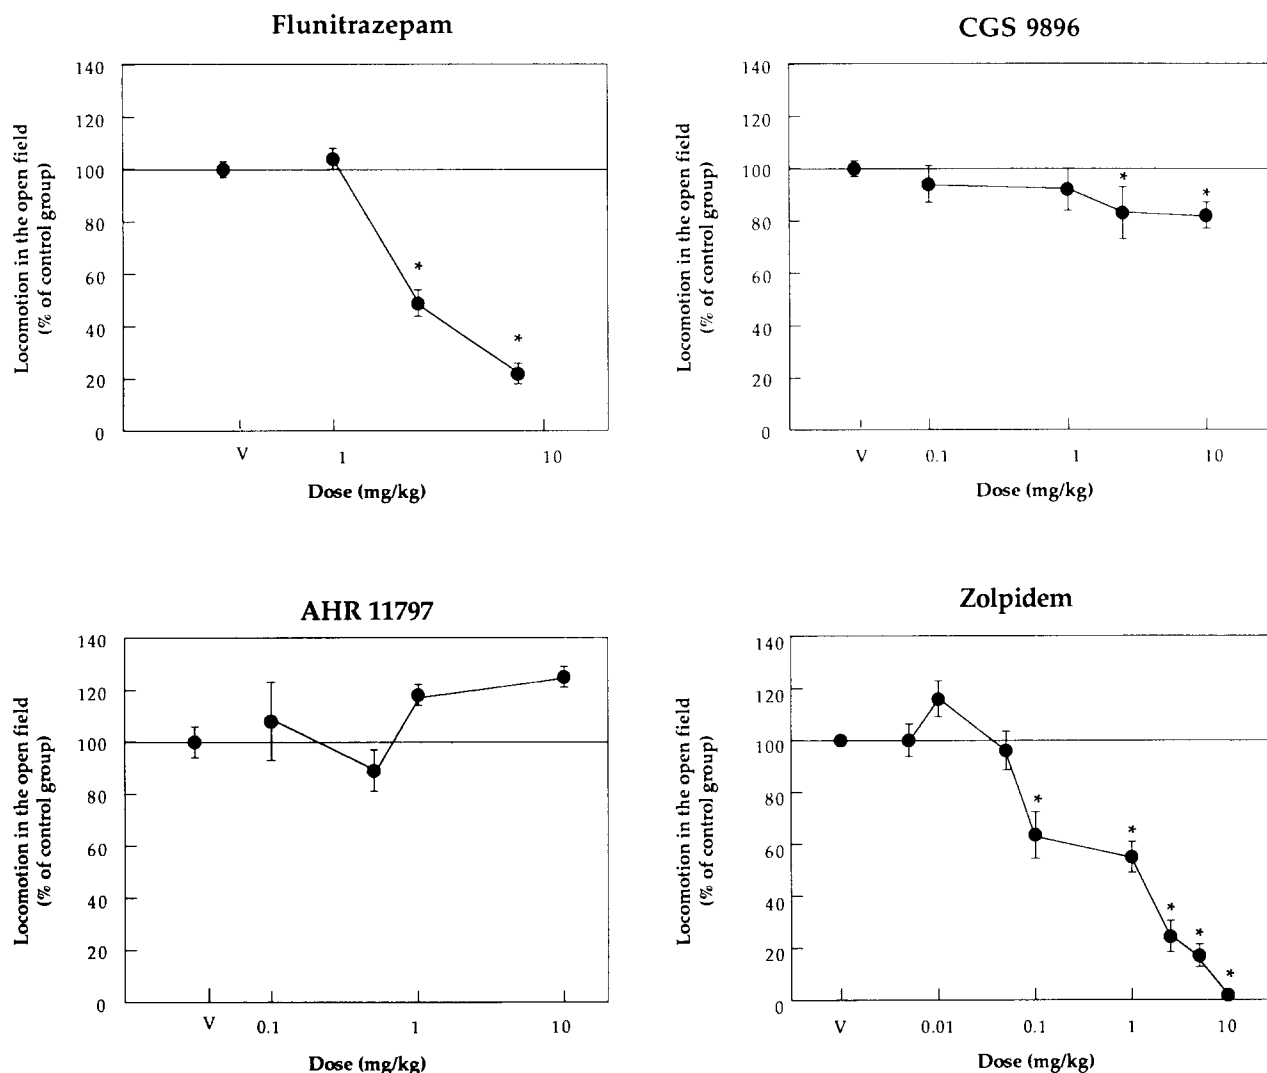 Flunitrazepam
140
120
100
80
60
40
20
0
Locomotion in the open field
(% of control group)
*
*
V
1
10
Dose (mg/kg)
CGS 9896
140
120
100
80
60
40
20
0
Locomotion in the open field
(% of control group)
*
*
V
0.1
1
10
Dose (mg/kg)
AHR 11797
140
120
100
80
60
40
20
0
Locomotion in the open field
(% of control group)
V
0.1
1
10
Dose (mg/kg)
Zolpidem
140
120
100
80
60
40
20
0
Locomotion in the open field
(% of control group)
*
*
*
*
*
V
0.01
0.1
1
10
Dose (mg/kg)